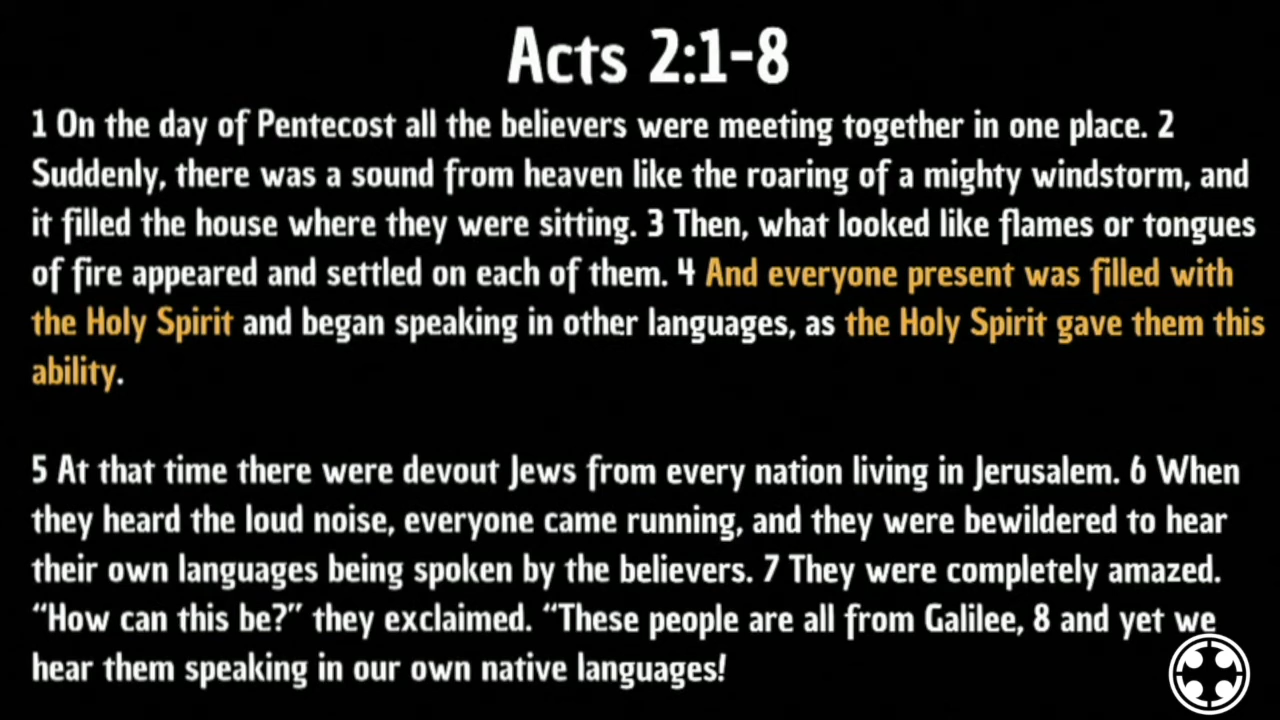 Acts 2:1-8
1 On the day of Pentecost all the believers were meeting together in one place. 2
Suddenly, there was a sound from heaven like the roaring of a mighty windstorm, and
it filled the house where they were sitting. 3 Then, what looked like flames or tongues
of fire appeared and settled on each of them. 4 And everyone present was filled with
the Holy Spirit and began speaking in other languages, as the Holy Spirit gave them this
ability.
5 At that time there were devout Jews from every nation living in Jerusalem. 6 When
they heard the loud noise, everyone came running, and they were bewildered to hear
their own languages being spoken by the believers. 7 They were completely amazed.
“How can this be?” they exclaimed. “These people are all from Galilee, 8 and yet we
hear them speaking in our own native languages!